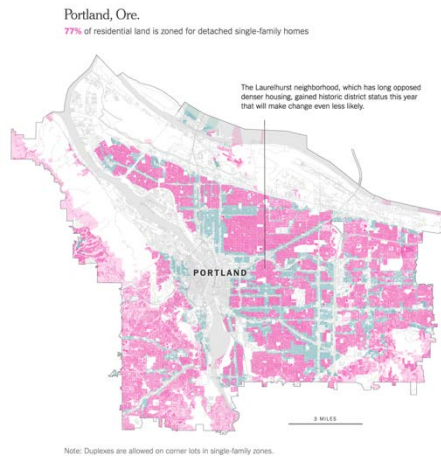 Portland, Ore.
77% of residential land is zoned for detached single-family homes
The Laurelhurst neighborhood, which has long opposed
denser housing, gained historic district status this year
that will make change even less likely.
PORTLAND
3 MILES
Note: Duplexes are allowed on corner lots in single-family zones.